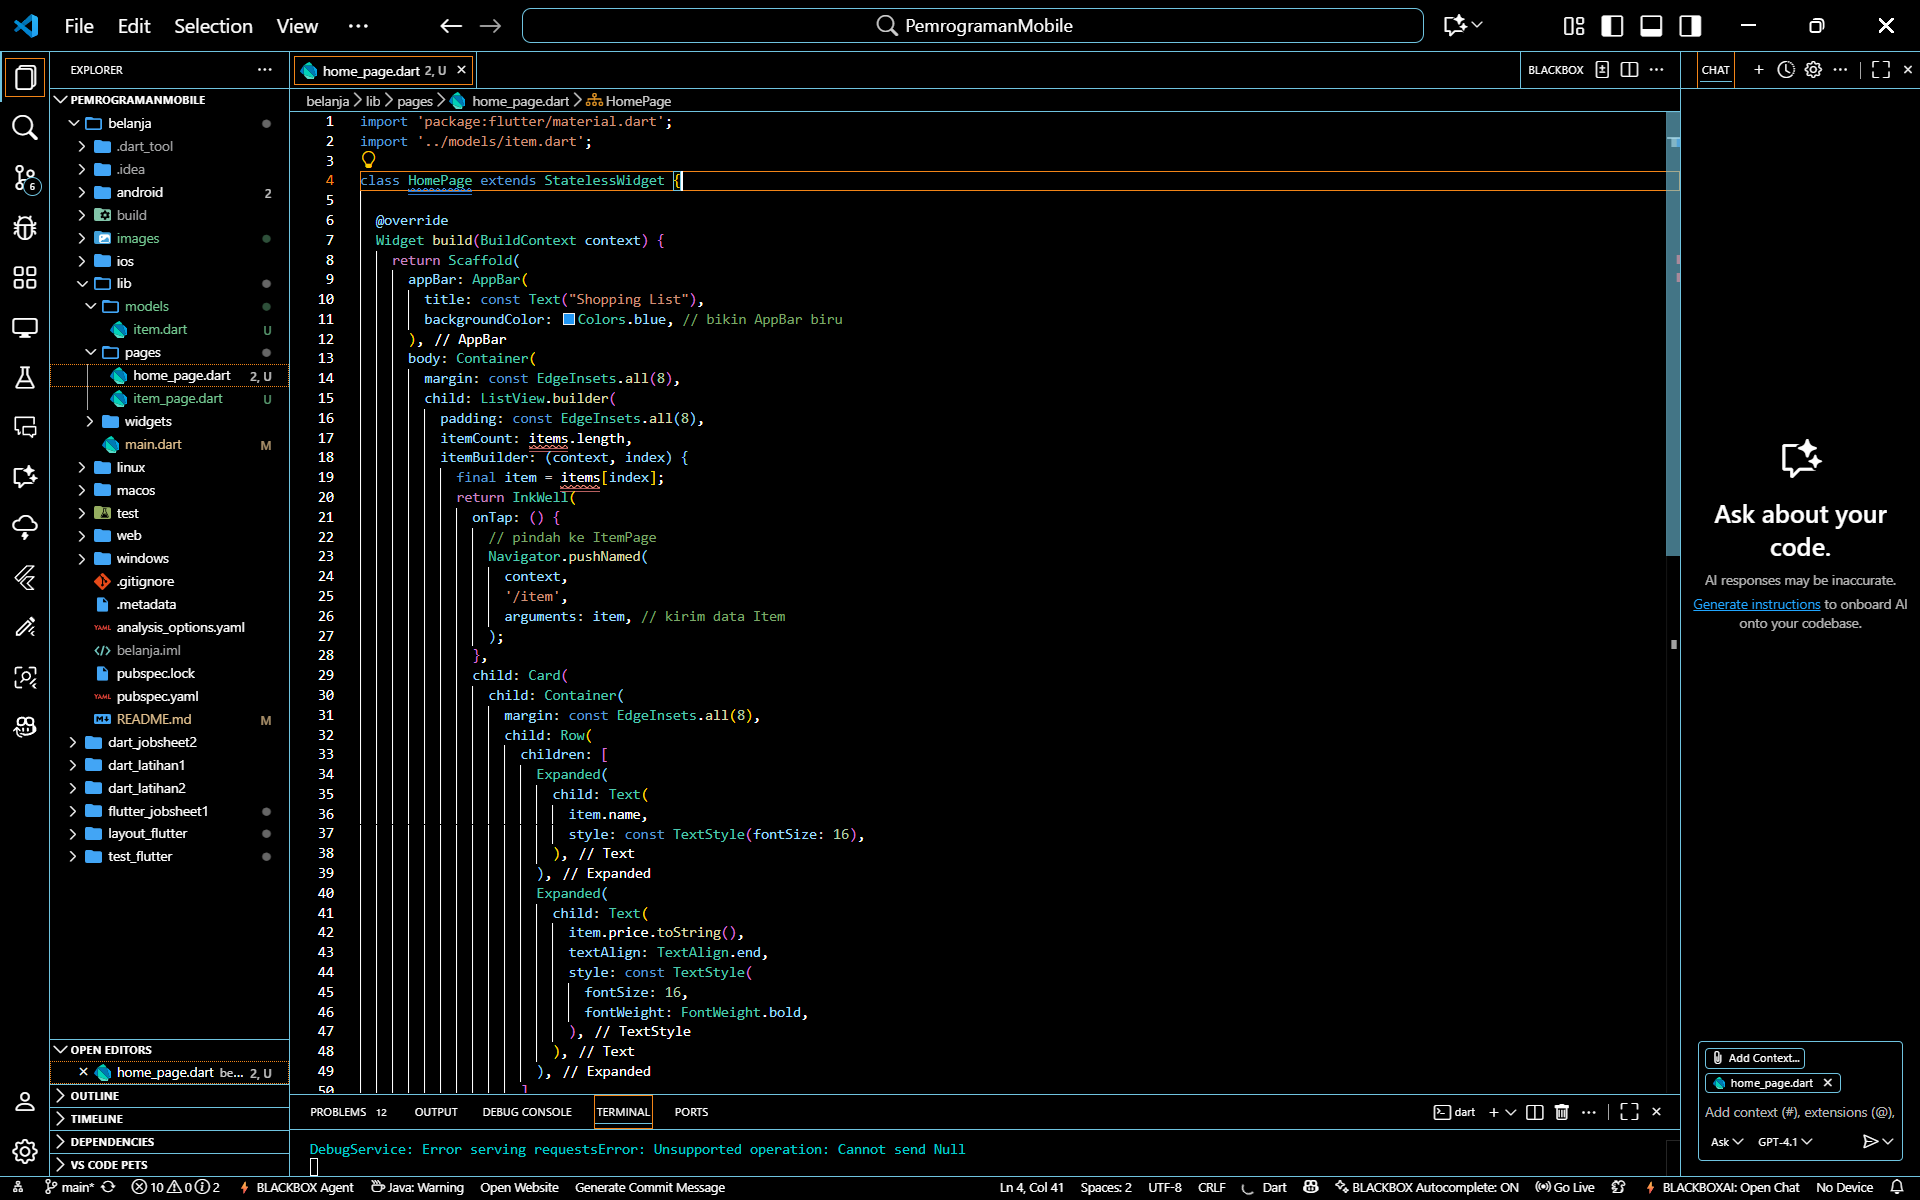 File Edit Selection View ··· PemrogramanMobile
EXPLORER ···
PEMROGRAMANMOBILE
belanja
.dart_tool
.idea
android 2
build
images
ios
lib
models
item.dart U
pages
home_page.dart 2, U
item_page.dart U
widgets
main.dart M
linux
macos
test
web
windows
.gitignore
.metadata
analysis_options.yaml
belanja.iml
pubspec.lock
pubspec.yaml
README.md M
dart_jobsheet2
dart_latihan1
dart_latihan2
flutter_jobsheet1
layout_flutter
test_flutter
OPEN EDITORS
home_page.dart be... 2, U
OUTLINE
TIMELINE
DEPENDENCIES
VS CODE PETS
6
home_page.dart 2, U
BLACKBOX ···
belanja > lib > pages > home_page.dart > HomePage
1 import 'package:flutter/material.dart';
2 import '../models/item.dart';
3
4 class HomePage extends StatelessWidget {
5
6 @override
7 Widget build(BuildContext context) {
8 return Scaffold(
9 appBar: AppBar(
10 title: const Text("Shopping List"),
11 backgroundColor: Colors.blue, // bikin AppBar biru
12 ), // AppBar
13 body: Container(
14 margin: const EdgeInsets.all(8),
15 child: ListView.builder(
16 padding: const EdgeInsets.all(8),
17 itemCount: items.length,
18 itemBuilder: (context, index) {
19 final item = items[index];
20 return InkWell(
21 onTap: () {
22 // pindah ke ItemPage
23 Navigator.pushNamed(
24 context,
25 '/item',
26 arguments: item, // kirim data Item
27 );
28 },
29 child: Card(
30 child: Container(
31 margin: const EdgeInsets.all(8),
32 child: Row(
33 children: [
34 Expanded(
35 child: Text(
36 item.name,
37 style: const TextStyle(fontSize: 16),
38 ), // Text
39 ), // Expanded
40 Expanded(
41 child: Text(
42 item.price.toString(),
43 textAlign: TextAlign.end,
44 style: const TextStyle(
45 fontSize: 16,
46 fontWeight: FontWeight.bold,
47 ), // TextStyle
48 ), // Text
49 ), // Expanded
50 ]
PROBLEMS 12 OUTPUT DEBUG CONSOLE TERMINAL PORTS dart
DebugService: Error serving requestsError: Unsupported operation: Cannot send Null
CHAT
Ask about your
code.
AI responses may be inaccurate.
Generate instructions to onboard AI
onto your codebase.
Add Context...
home_page.dart
Add context (#), extensions (@),
Ask GPT-4.1
main* 10 0 2 BLACKBOX Agent Java: Warning Open Website Generate Commit Message Ln 4, Col 41 Spaces: 2 UTF-8 CRLF Dart BLACKBOX Autocomplete: ON Go Live BLACKBOXAI: Open Chat No Device